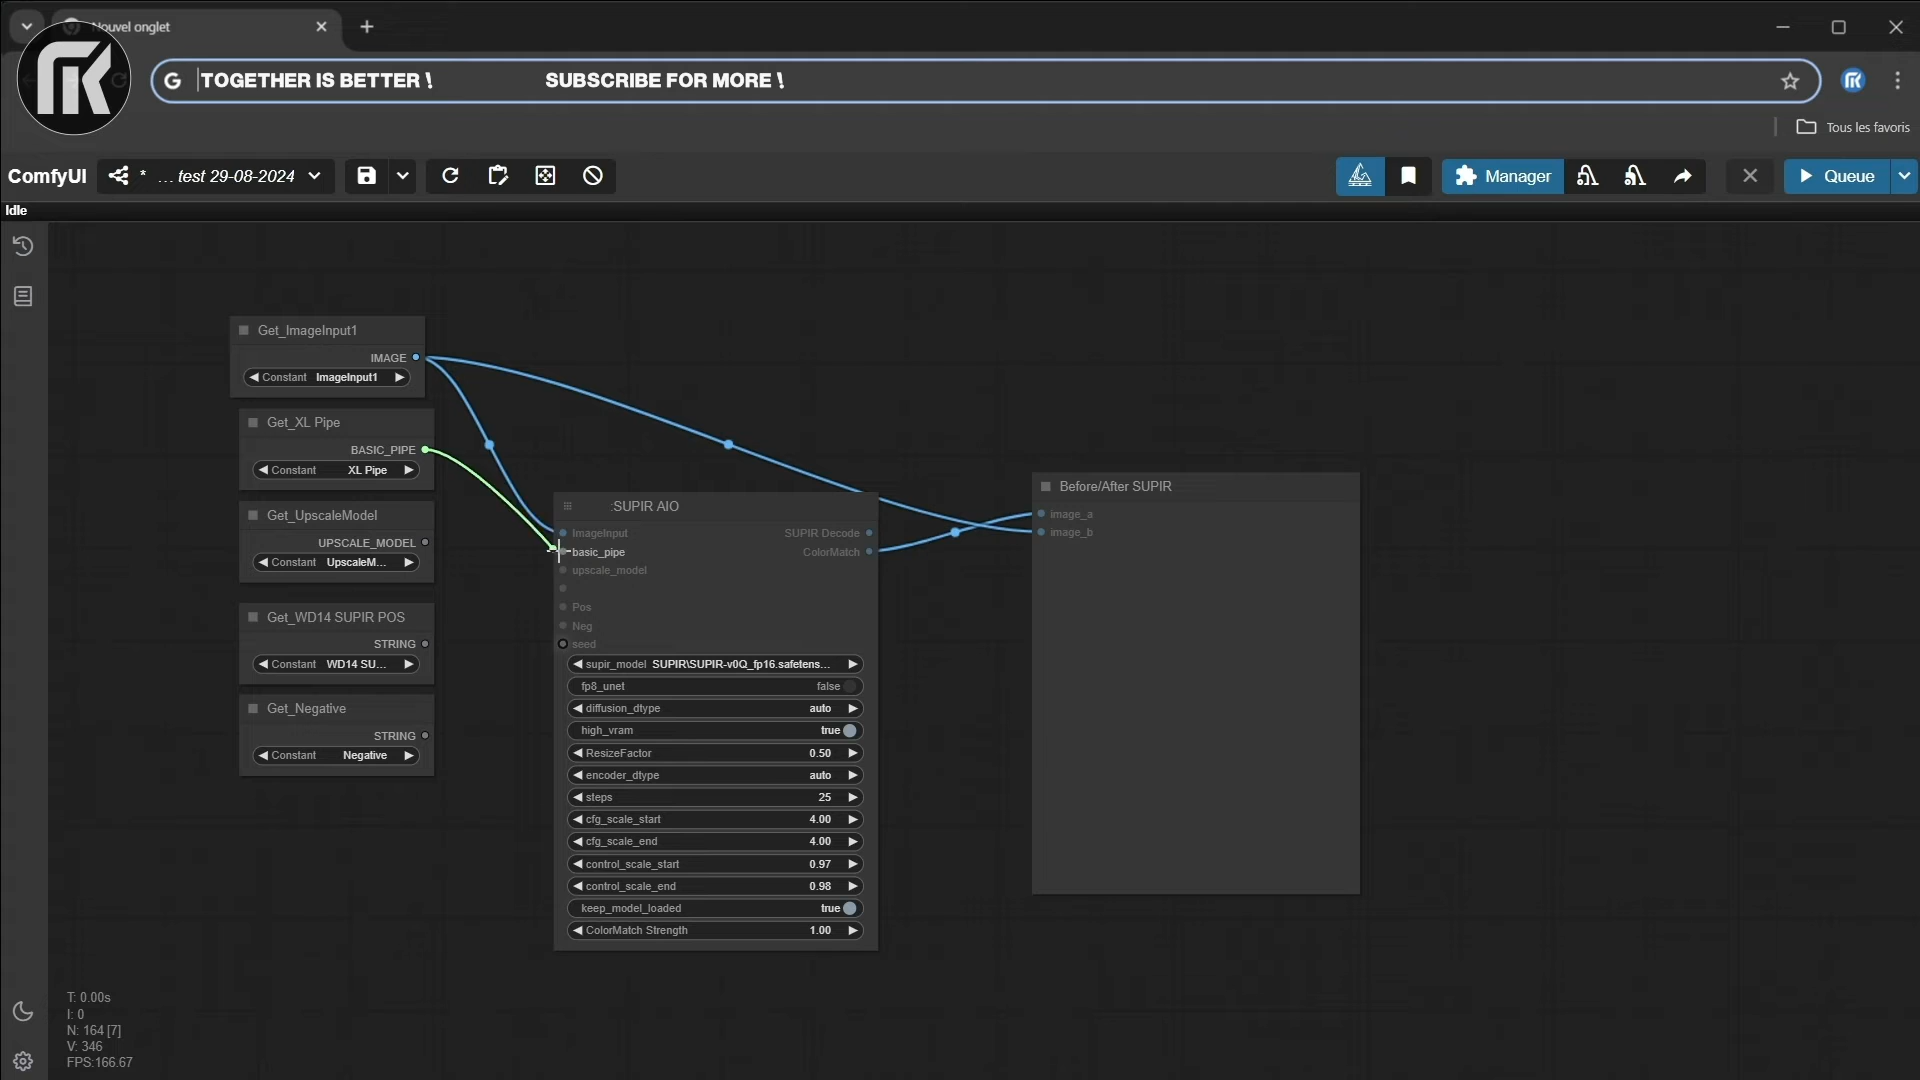 Nouvel onglet
TOGETHER IS BETTER ! SUBSCRIBE FOR MORE !
Tous les favoris
ComfyUI
* ... test 29-08-2024
Manager
Queue
Idle
Get_ImageInput1
IMAGE
Constant ImageInput1
Get_XL Pipe
BASIC_PIPE
Constant XL Pipe
Get_UpscaleModel
UPSCALE_MODEL
Constant UpscaleM...
Get_WD14 SUPIR POS
STRING
Constant WD14 SU...
Get_Negative
STRING
Constant Negative
:SUPIR AIO
ImageInput SUPIR Decode
basic_pipe ColorMatch
upscale_model
Pos
Neg
seed
supir_model SUPIR\SUPIR-v0Q_fp16.safetens...
fp8_unet false
diffusion_dtype auto
high_vram true
ResizeFactor 0.50
encoder_dtype auto
steps 25
cfg_scale_start 4.00
cfg_scale_end 4.00
control_scale_start 0.97
control_scale_end 0.98
keep_model_loaded true
ColorMatch Strength 1.00
Before/After SUPIR
image_a
image_b
T: 0.00s
I: 0
N: 164 [7]
V: 346
FPS:166.67